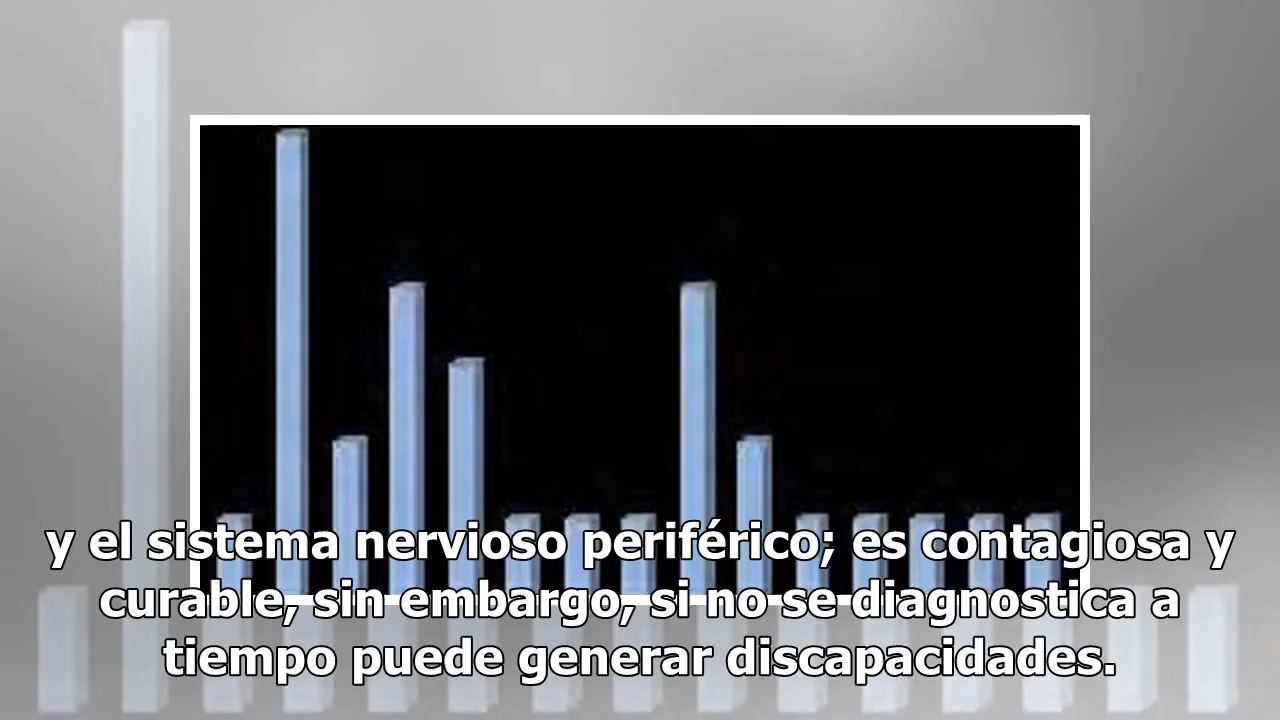 y el sistema nervioso periférico; es contagiosa y
curable, sin embargo, si no se diagnostica a
tiempo puede generar discapacidades.